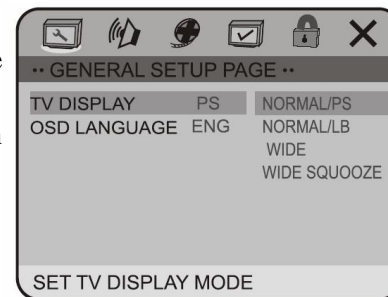 ·· GENERAL SETUP PAGE ··
TV DISPLAY PS NORMAL/PS
OSD LANGUAGE ENG NORMAL/LB
WIDE
WIDE SQUOOZE
SET TV DISPLAY MODE